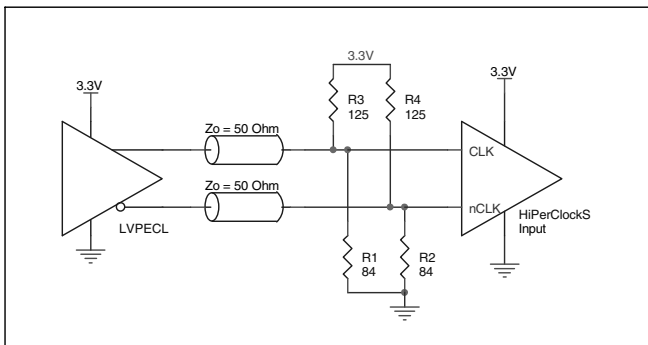 3.3V
3.3V
3.3V
R3
125
R4
125
Zo = 50 Ohm
CLK
Zo = 50 Ohm
nCLK
LVPECL
HiPerClockS
Input
R1
84
R2
84